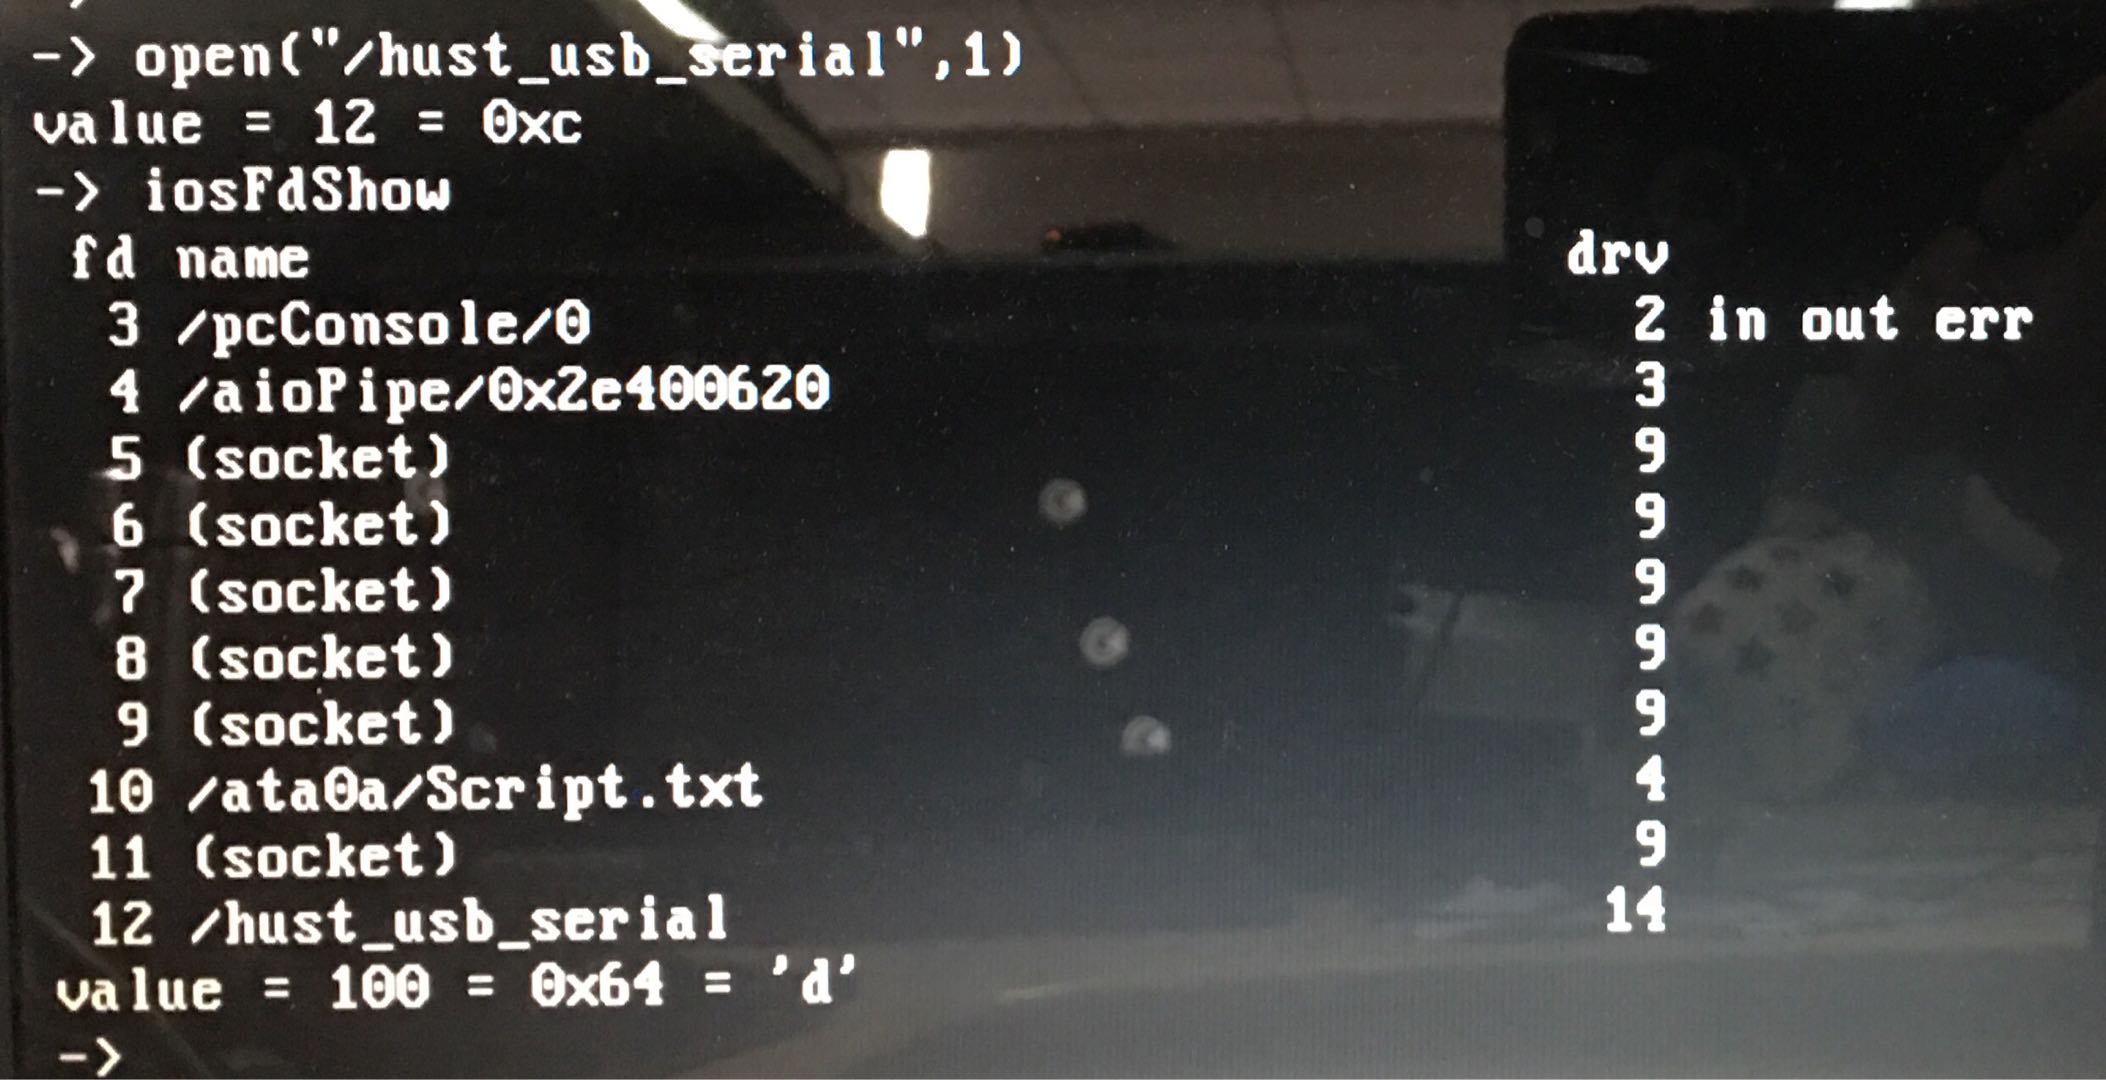 -> open("/hust_usb_serial",1)
value = 12 = 0xc
-> iosFdShow
fd name drv
3 /pcConsole/0 2 in out err
4 /aioPipe/0x2e400620 3
5 (socket) 9
6 (socket) 9
7 (socket) 9
8 (socket) 9
9 (socket) 9
10 /ata0a/Script.txt 4
11 (socket) 9
12 /hust_usb_serial 14
value = 100 = 0x64 = 'd'
->